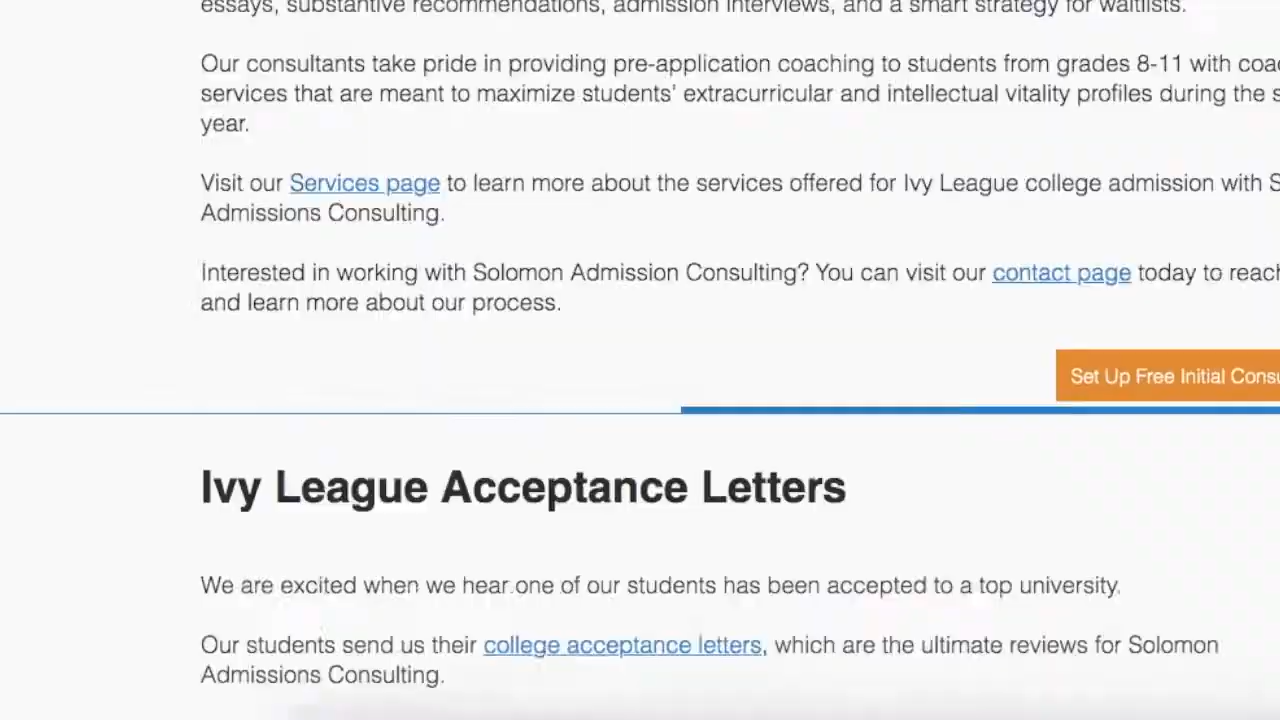 essays, substantive recommendations, admission interviews, and a smart strategy for waitlists.
Our consultants take pride in providing pre-application coaching to students from grades 8-11 with
services that are meant to maximize students' extracurricular and intellectual vitality profiles during the
year.
Visit our Services page to learn more about the services offered for Ivy League college admission with
Admissions Consulting.
Interested in working with Solomon Admission Consulting? You can visit our contact page today to reach
and learn more about our process.
Set Up Free Initial
Ivy League Acceptance Letters
We are excited when we hear one of our students has been accepted to a top university.
Our students send us their college acceptance letters, which are the ultimate reviews for Solomon
Admissions Consulting.